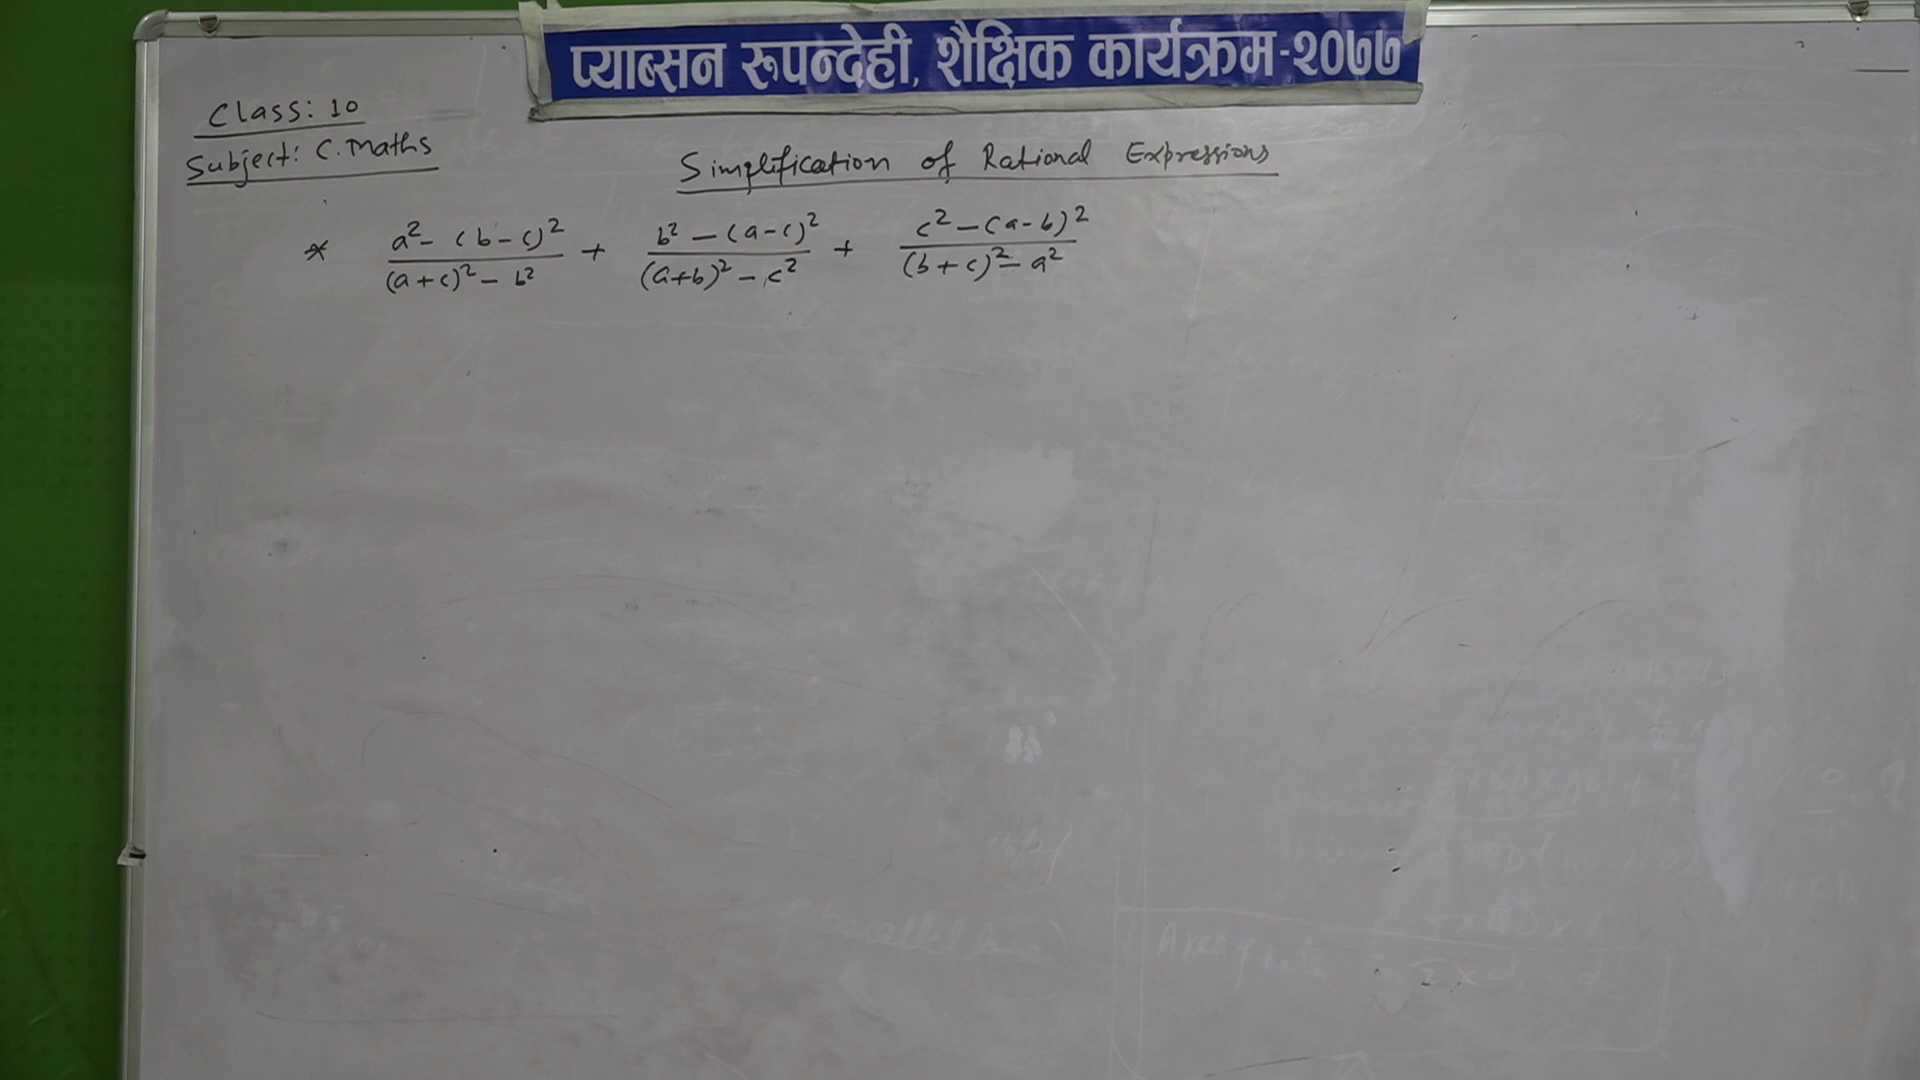 प्याब्सन रुपन्देही, शैक्षिक कार्यक्रम-२०७७
Class: 10
Subject: C. Maths
Simplification of Rational Expressions
* (a² - (b-c)²)/((a+c)² - b²) + (b² - (a-c)²)/((a+b)² - c²) + (c² - (a-b)²)/((b+c)² - a²)